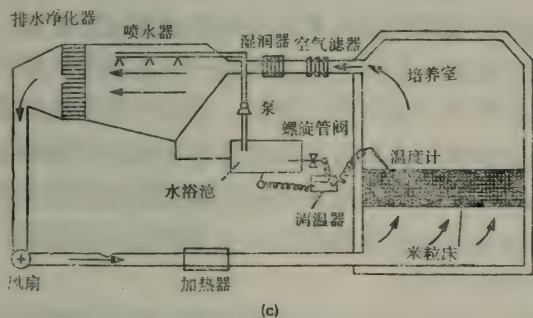 排水净化器
喷水器
湿润器
空气滤器
培养室
泵
螺旋管阀
温度计
水浴池
调温器
米粒床
风扇
加热器
(c)